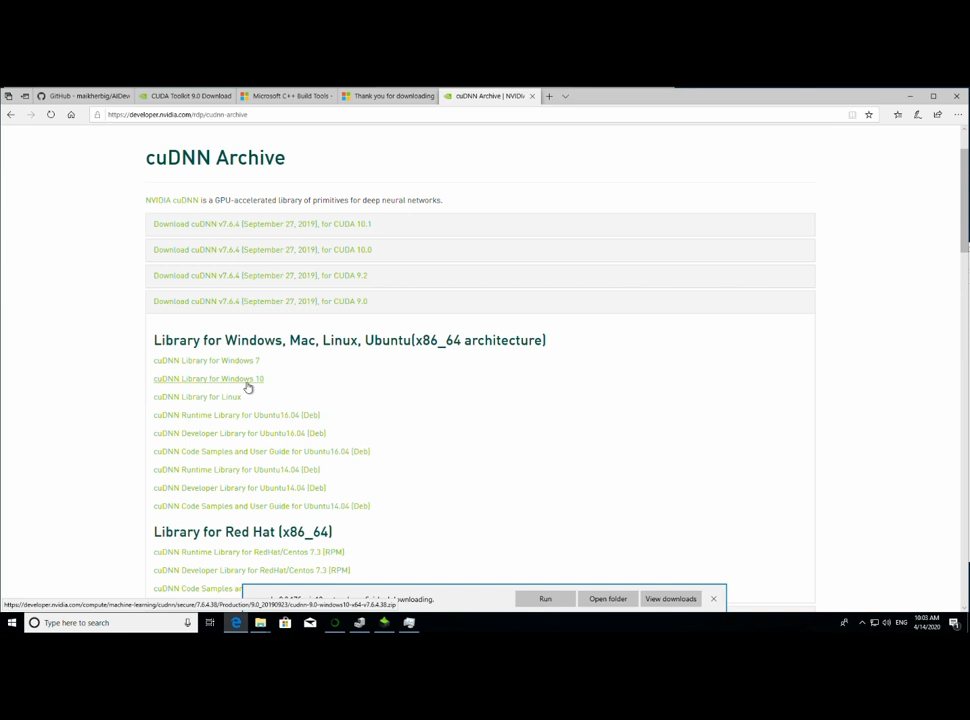 GitHub - maikherbig/AIDev
CUDA Toolkit 9.0 Download
Microsoft C++ Build Tools -
Thank you for downloading
cuDNN Archive | NVIDI
https://developer.nvidia.com/rdp/cudnn-archive
cuDNN Archive
NVIDIA cuDNN is a GPU-accelerated library of primitives for deep neural networks.
Download cuDNN v7.6.4 [September 27, 2019], for CUDA 10.1
Download cuDNN v7.6.4 [September 27, 2019], for CUDA 10.0
Download cuDNN v7.6.4 [September 27, 2019], for CUDA 9.2
Download cuDNN v7.6.4 [September 27, 2019], for CUDA 9.0
Library for Windows, Mac, Linux, Ubuntu(x86_64 architecture)
cuDNN Library for Windows 7
cuDNN Library for Windows 10
cuDNN Library for Linux
cuDNN Runtime Library for Ubuntu16.04 (Deb)
cuDNN Developer Library for Ubuntu16.04 (Deb)
cuDNN Code Samples and User Guide for Ubuntu16.04 (Deb)
cuDNN Runtime Library for Ubuntu14.04 (Deb)
cuDNN Developer Library for Ubuntu14.04 (Deb)
cuDNN Code Samples and User Guide for Ubuntu14.04 (Deb)
Library for Red Hat (x86_64)
cuDNN Runtime Library for RedHat/Centos 7.3 (RPM)
cuDNN Developer Library for RedHat/Centos 7.3 (RPM)
cuDNN Code Samples
downloading.
Run
Open folder
View downloads
https://developer.nvidia.com/compute/machine-learning/cudnn/secure/7.6.4.38/Production/9.0_20190923/cudnn-9.0-windows10-x64-v7.6.4.38.zip
Type here to search
ENG
10:03 AM
4/14/2020